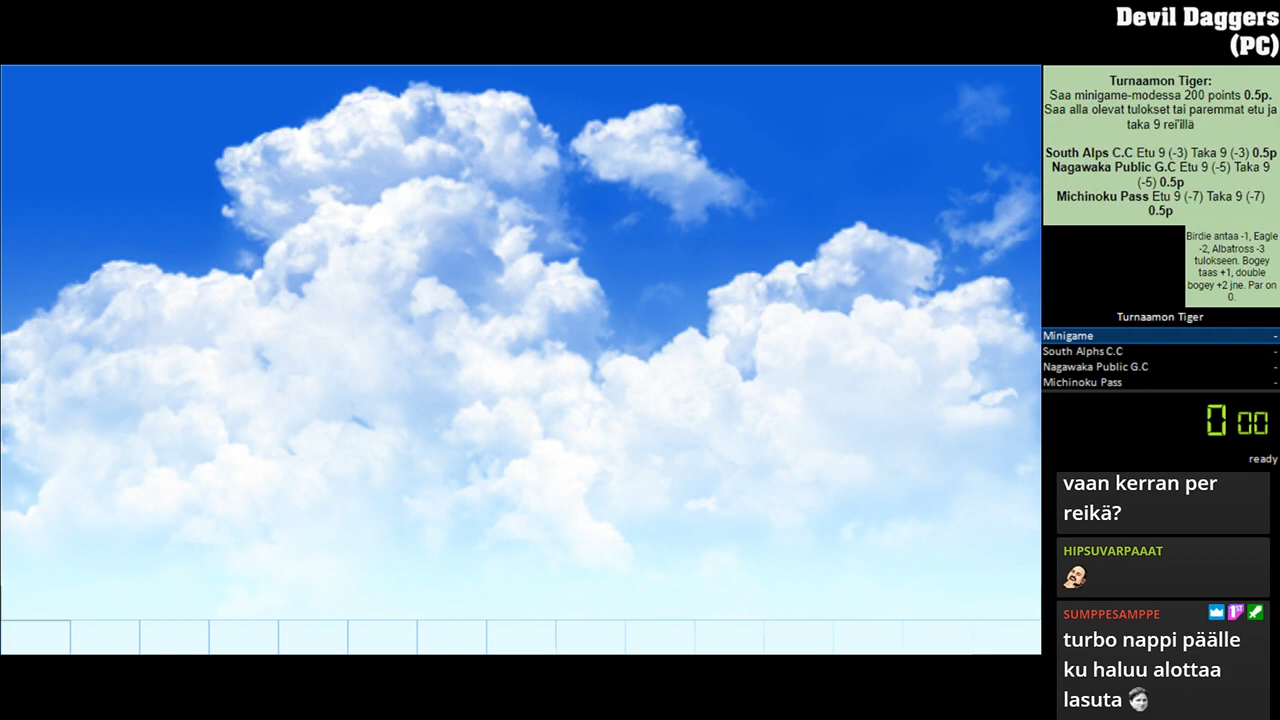 Devil Daggers
(PC)
Turnaamon Tiger:
Saa minigame-modessa 200 points 0.5p.
Saa alla olevat tulokset tai paremmat etu ja
taka 9 rei'illä
South Alps C.C Etu 9 (-3) Taka 9 (-3) 0.5p
Nagawaka Public G.C Etu 9 (-5) Taka 9
(-5) 0.5p
Michinoku Pass Etu 9 (-7) Taka 9 (-7)
0.5p
Birdie antaa -1, Eagle
-2, Albatross -3
tulokseen. Bogey
taas +1, double
bogey +2 jne. Par on
0.
Turnaamon Tiger
Minigame -
South Alphs C.C -
Nagawaka Public G.C -
Michinoku Pass -
0 00
ready
vaan kerran per
reikä?
HIPSUVARPAAAT
SUMPPESAMPPE
turbo nappi päälle
ku haluu alottaa
lasuta